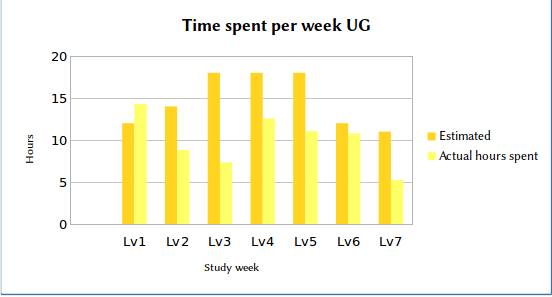 Time spent per week UG
20
15
10
5
0
Hours
Lv1 Lv2 Lv3 Lv4 Lv5 Lv6 Lv7
Study week
Estimated
Actual hours spent